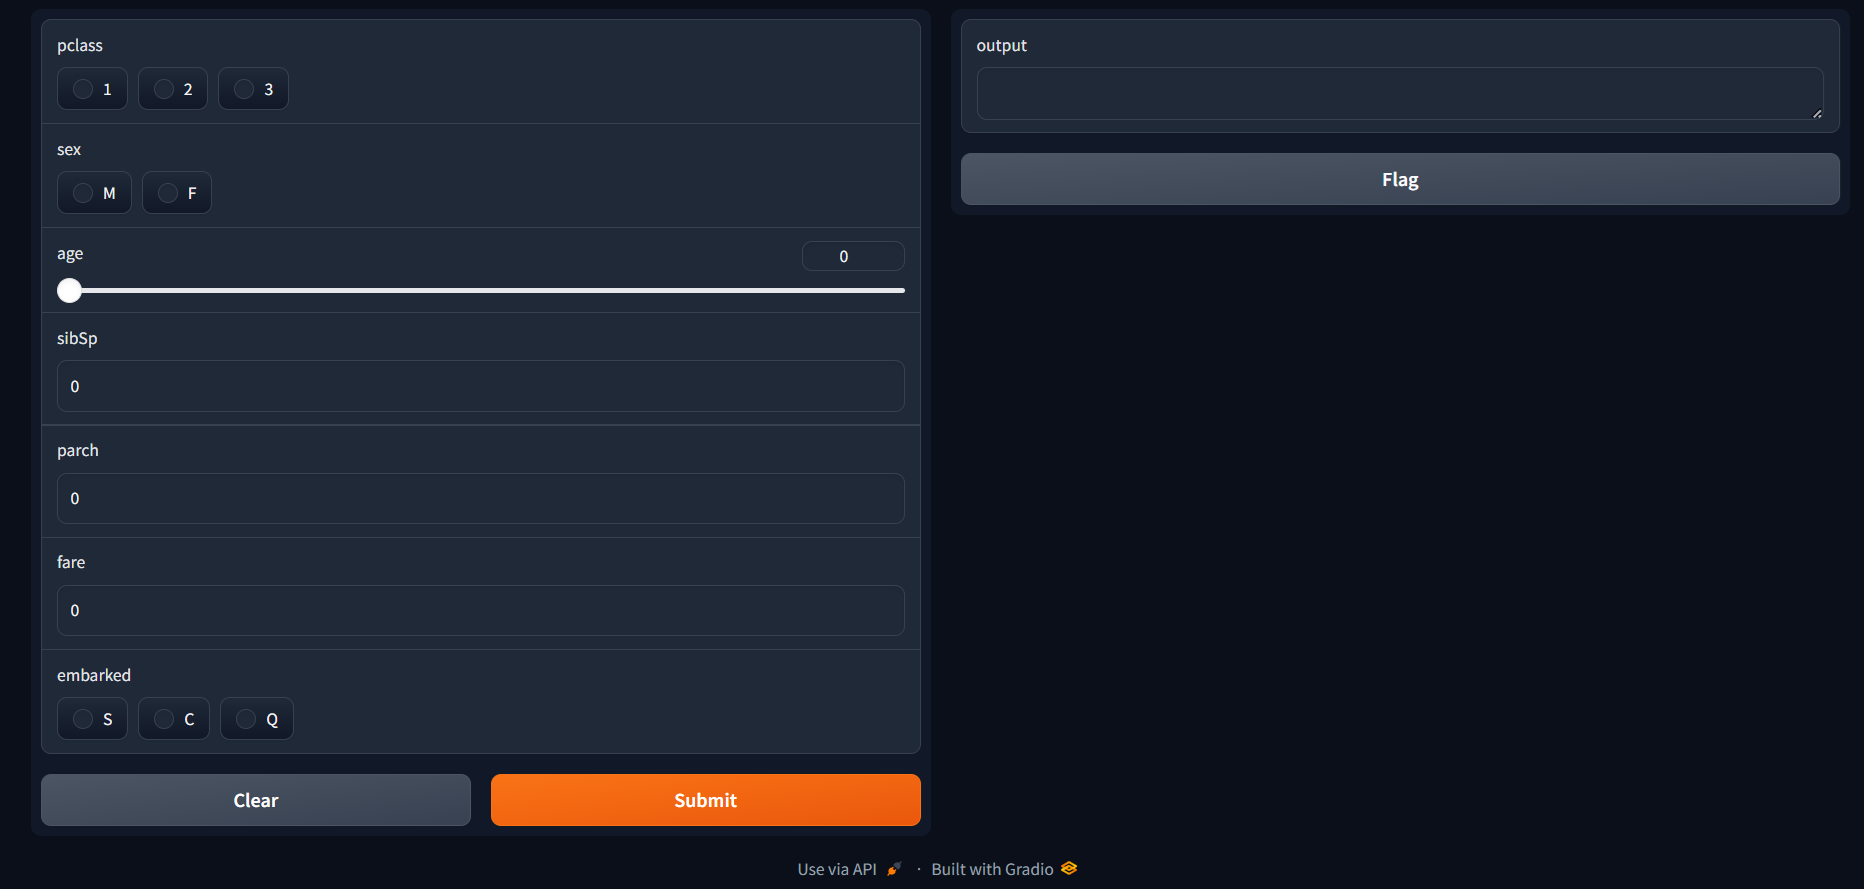 pclass
1 2 3
sex
M F
age 0
sibSp
0
parch
0
fare
0
embarked
S C Q
Clear Submit
output
Flag
Use via API · Built with Gradio